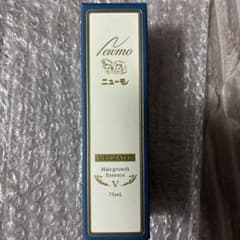 Newmo
ニューモ
Hair growth
Essence
V
75mL